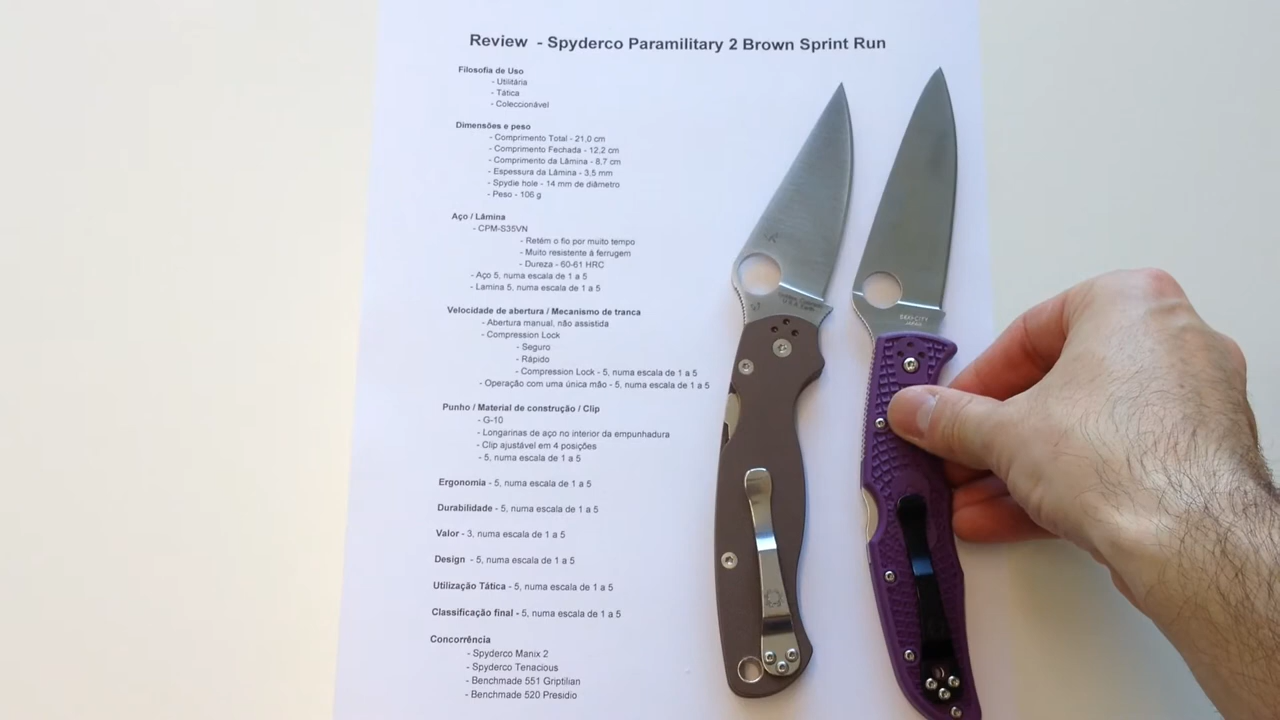 Review - Spyderco Paramilitary 2 Brown Sprint Run
Filosofia de Uso
- Utilitária
- Tática
- Coleccionável
Dimensões e peso
- Comprimento Total - 21,0 cm
- Comprimento Fechada - 12,2 cm
- Comprimento da Lâmina - 8,7 cm
- Espessura da Lâmina - 3,5 mm
- Spydie hole - 14 mm de diâmetro
- Peso - 106 g
Aço / Lâmina
- CPM-S35VN
- Retém o fio por muito tempo
- Muito resistente à ferrugem
- Dureza - 60-61 HRC
- Aço 5, numa escala de 1 a 5
- Lamina 5, numa escala de 1 a 5
Velocidade de abertura / Mecanismo de tranca
- Abertura manual, não assistida
- Compression Lock
- Seguro
- Rápido
- Compression Lock - 5, numa escala de 1 a 5
- Operação com uma única mão - 5, numa escala de 1 a 5
Punho / Material de construção / Clip
- G-10
- Longarinas de aço no interior da empunhadura
- Clip ajustável em 4 posições
- 5, numa escala de 1 a 5
Ergonomia - 5, numa escala de 1 a 5
Durabilidade - 5, numa escala de 1 a 5
Valor - 3, numa escala de 1 a 5
Design - 5, numa escala de 1 a 5
Utilização Tática - 5, numa escala de 1 a 5
Classificação final - 5, numa escala de 1 a 5
Concorrência
- Spyderco Manix 2
- Spyderco Tenacious
- Benchmade 551 Griptilian
- Benchmade 520 Presidio
SEKI-CITY
JAPAN